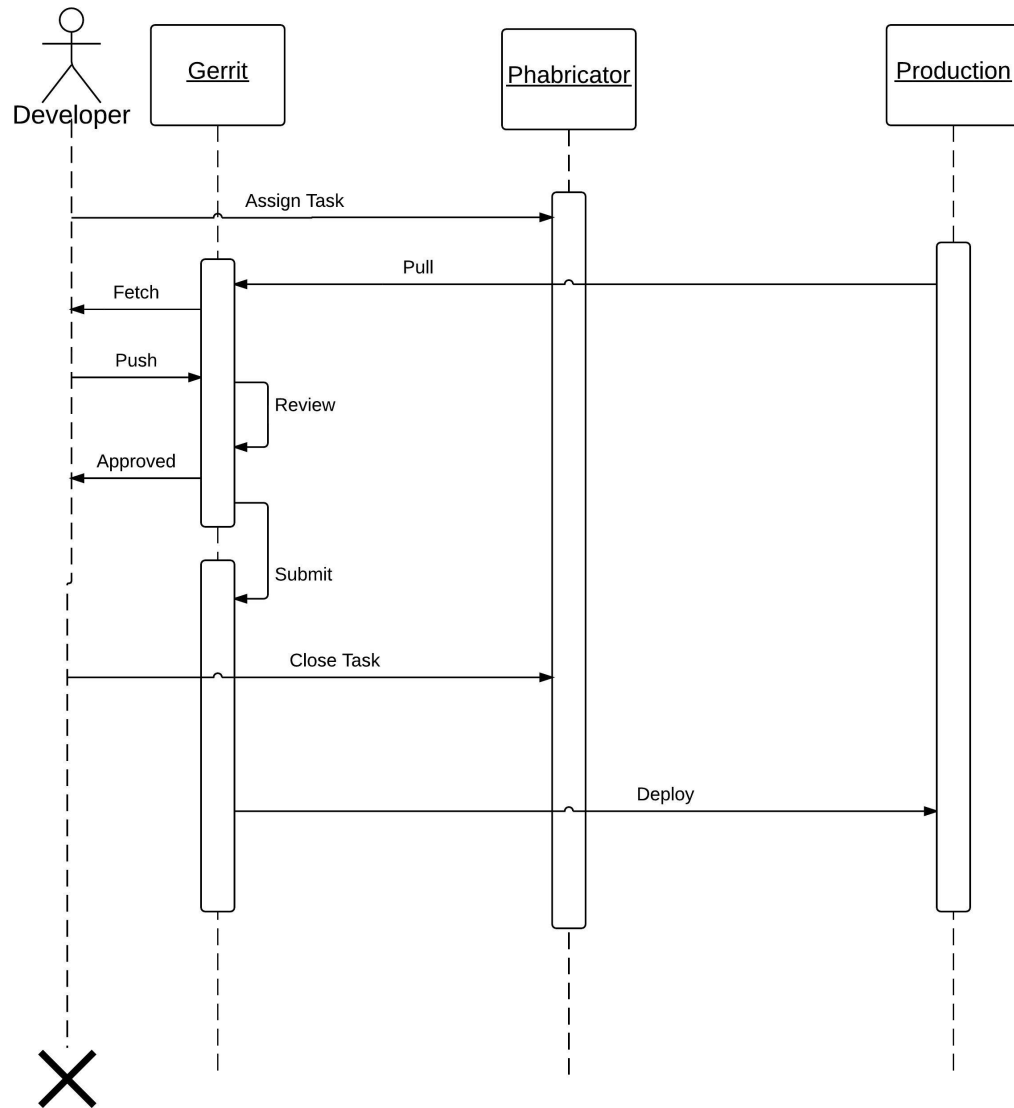 Developer
Gerrit
Phabricator
Production
Assign Task
Pull
Fetch
Push
Review
Approved
Submit
Close Task
Deploy